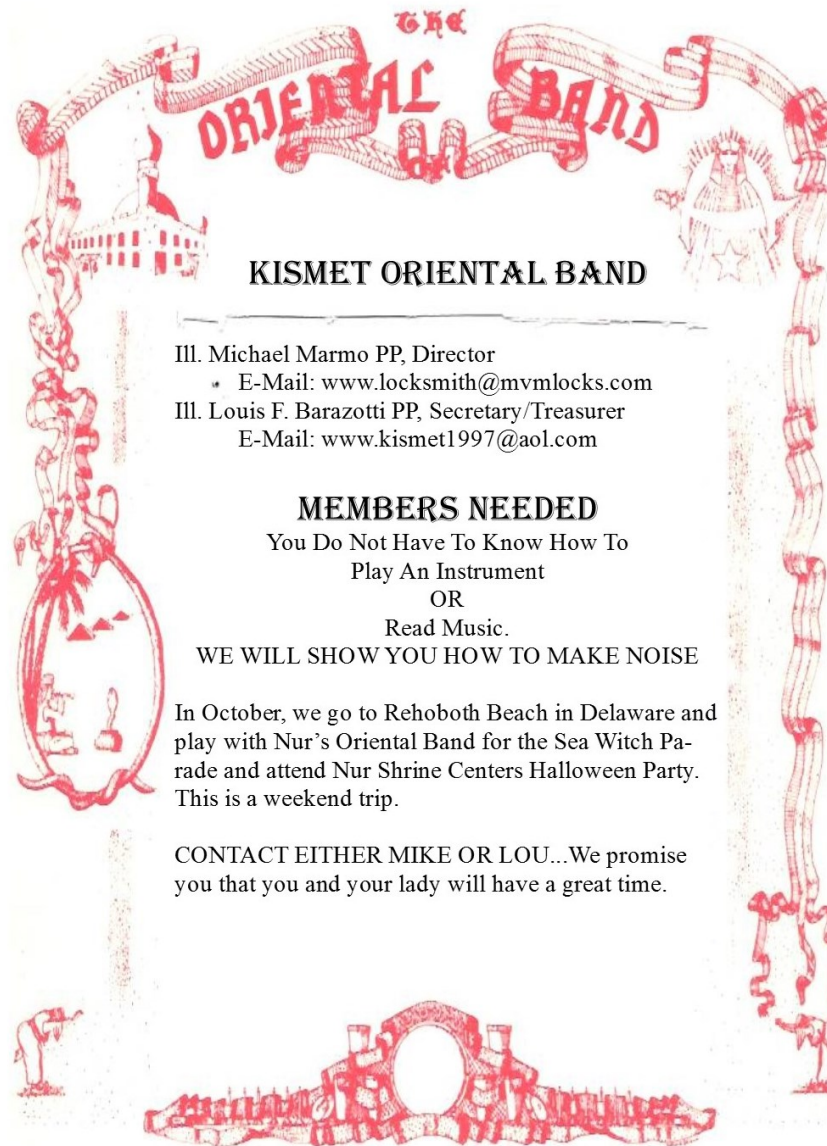 THE
ORIENTAL BAND
OF
KISMET ORIENTAL BAND
Ill. Michael Marmo PP, Director
E-Mail: www.locksmith@mvmlocks.com
Ill. Louis F. Barazotti PP, Secretary/Treasurer
E-Mail: www.kismet1997@aol.com
MEMBERS NEEDED
You Do Not Have To Know How To
Play An Instrument
OR
Read Music.
WE WILL SHOW YOU HOW TO MAKE NOISE
In October, we go to Rehoboth Beach in Delaware and
play with Nur's Oriental Band for the Sea Witch Pa-
rade and attend Nur Shrine Centers Halloween Party.
This is a weekend trip.
CONTACT EITHER MIKE OR LOU...We promise
you that you and your lady will have a great time.